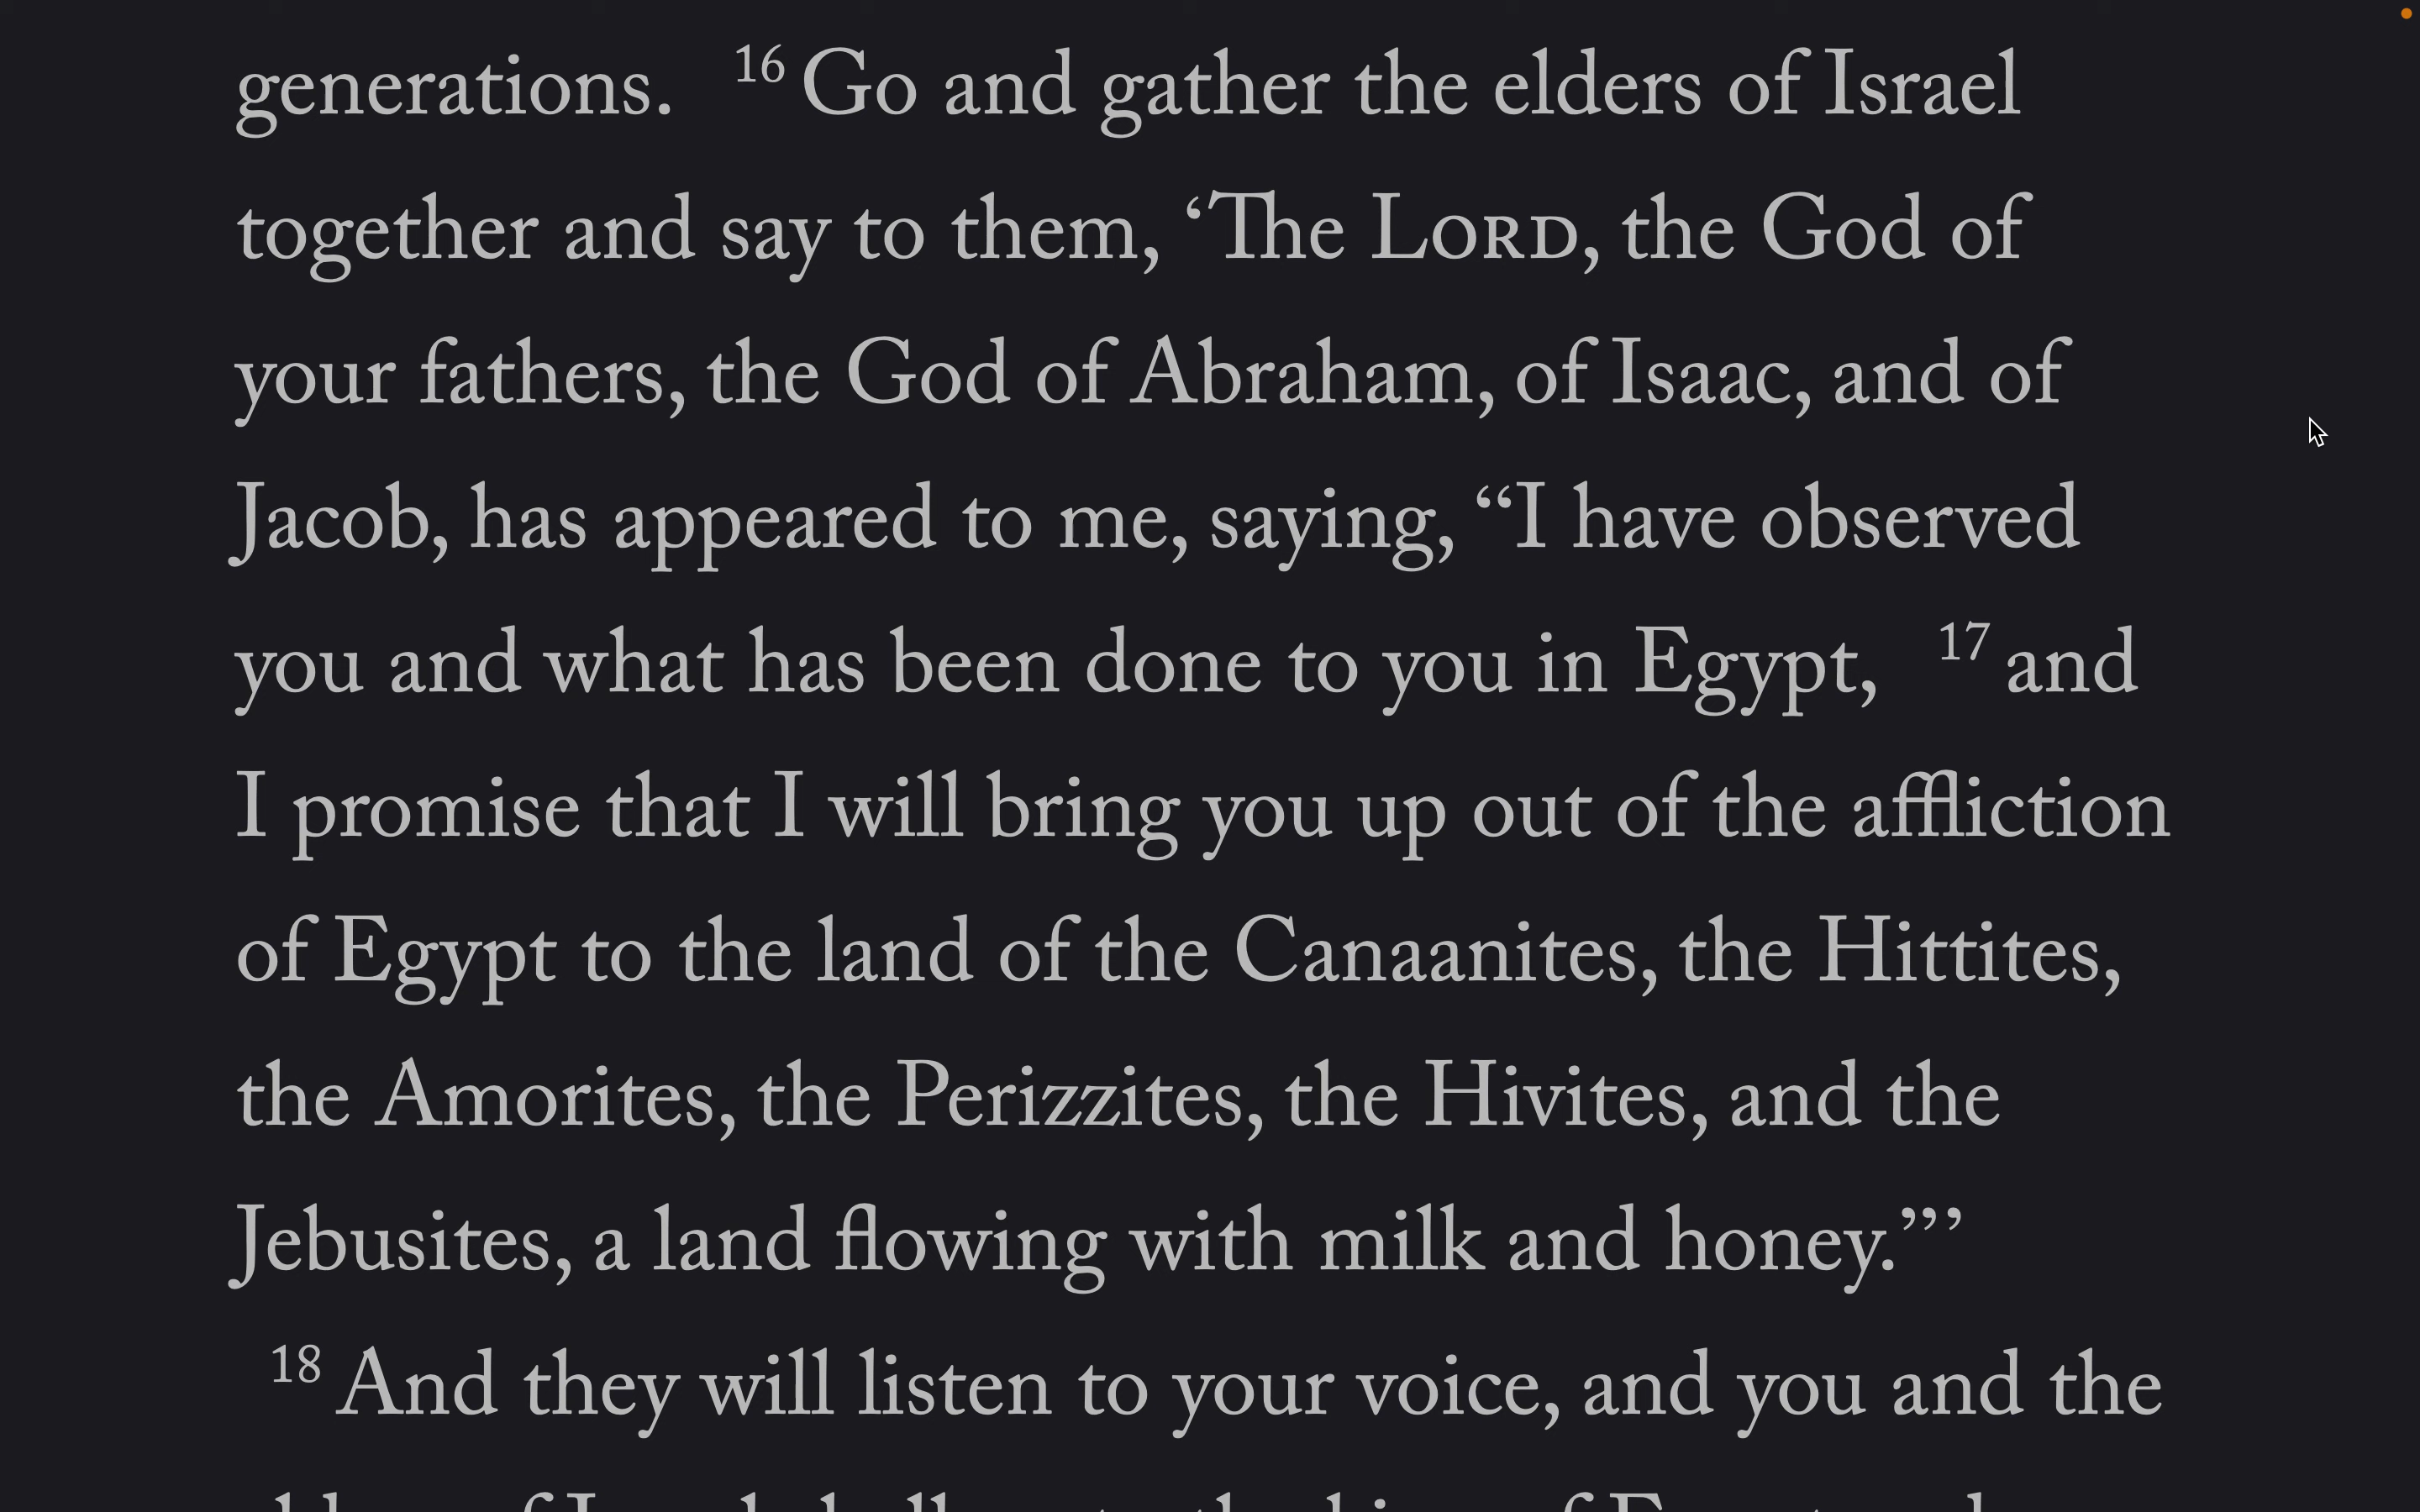 generations. 16 Go and gather the elders of Israel
together and say to them, ‘The LORD, the God of
your fathers, the God of Abraham, of Isaac, and of
Jacob, has appeared to me, saying, “I have observed
you and what has been done to you in Egypt, 17 and
I promise that I will bring you up out of the affliction
of Egypt to the land of the Canaanites, the Hittites,
the Amorites, the Perizzites, the Hivites, and the
Jebusites, a land flowing with milk and honey.”’
18 And they will listen to your voice, and you and the